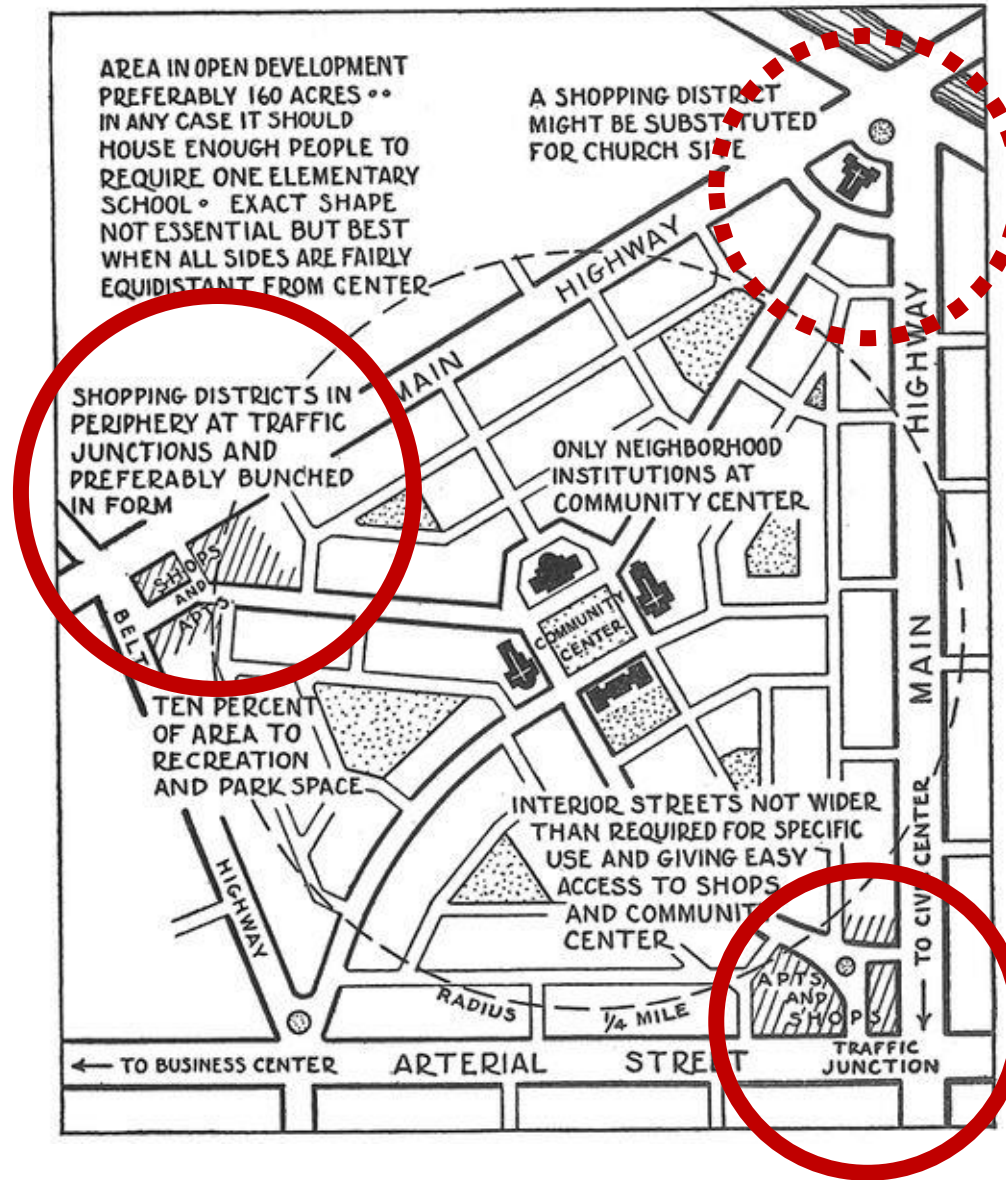 AREA IN OPEN DEVELOPMENT
PREFERABLY 160 ACRES ••
IN ANY CASE IT SHOULD
HOUSE ENOUGH PEOPLE TO
REQUIRE ONE ELEMENTARY
SCHOOL • EXACT SHAPE
NOT ESSENTIAL BUT BEST
WHEN ALL SIDES ARE FAIRLY
EQUIDISTANT FROM CENTER
A SHOPPING DISTRICT
MIGHT BE SUBSTITUTED
FOR CHURCH SITE
MAIN HIGHWAY
SHOPPING DISTRICTS IN
PERIPHERY AT TRAFFIC
JUNCTIONS AND
PREFERABLY BUNCHED
IN FORM
ONLY NEIGHBORHOOD
INSTITUTIONS AT
COMMUNITY CENTER
SHOPS
AND
APTS
BELT
HIGHWAY
COMMUNITY
CENTER
MAIN HIGHWAY
TEN PERCENT
OF AREA TO
RECREATION
AND PARK SPACE
INTERIOR STREETS NOT WIDER
THAN REQUIRED FOR SPECIFIC
USE AND GIVING EASY
ACCESS TO SHOPS
AND COMMUNITY
CENTER
TO CIVIC CENTER
RADIUS 1/4 MILE
APTS
AND
SHOPS
TRAFFIC
JUNCTION
← TO BUSINESS CENTER ARTERIAL STREET